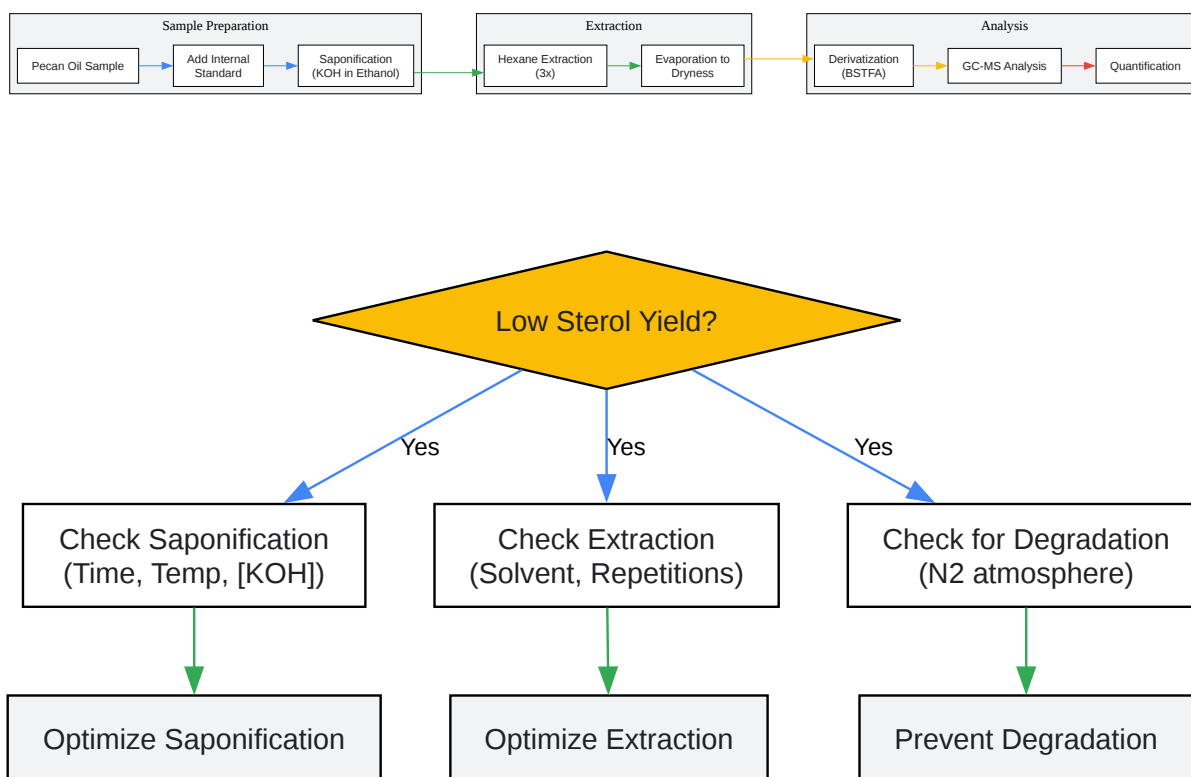 Sample Preparation
Pecan Oil Sample
Add Internal
Standard
Saponification
(KOH in Ethanol)
Extraction
Hexane Extraction
(3x)
Evaporation to
Dryness
Analysis
Derivatization
(BSTFA)
GC-MS Analysis
Quantification
Low Sterol Yield?
Yes
Yes
Yes
Check Saponification
(Time, Temp, [KOH])
Check Extraction
(Solvent, Repetitions)
Check for Degradation
(N2 atmosphere)
Optimize Saponification
Optimize Extraction
Prevent Degradation